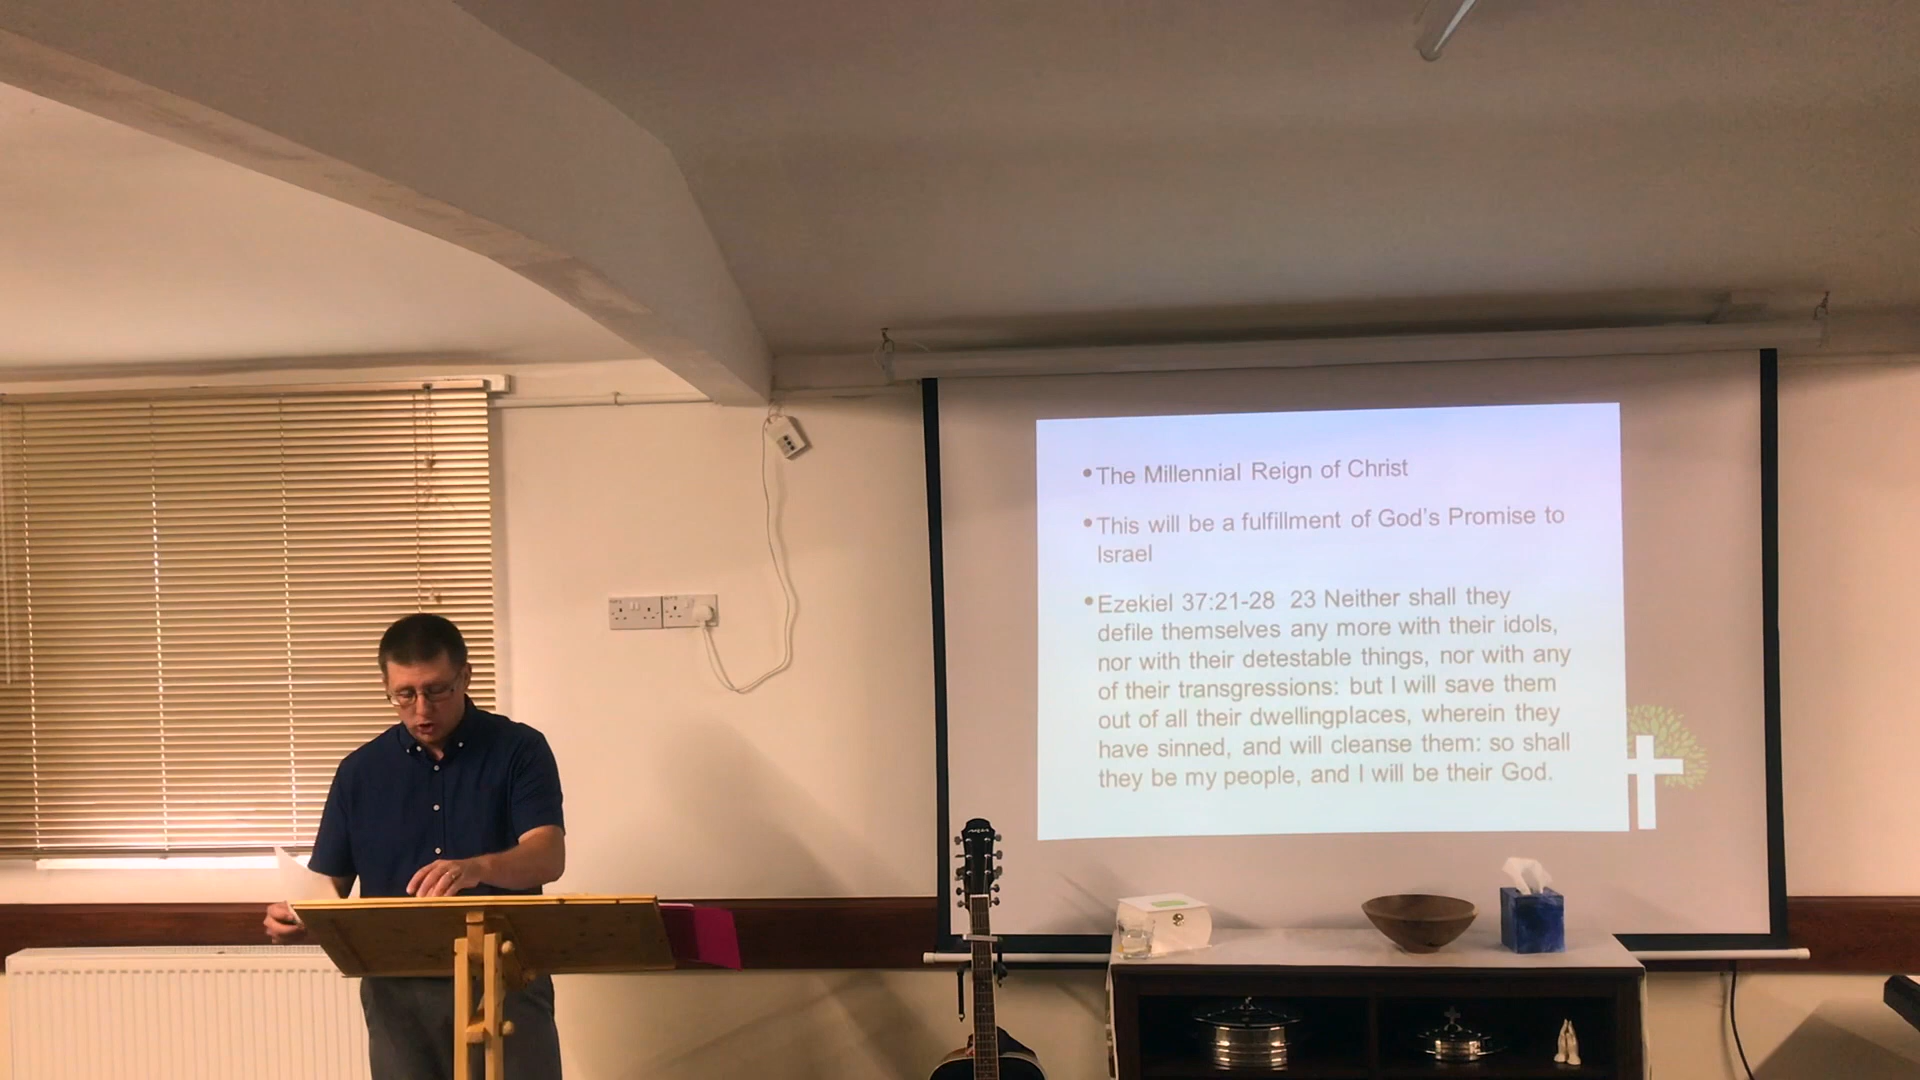 •The Millennial Reign of Christ
•This will be a fulfillment of God's Promise to
Israel
•Ezekiel 37:21-28 23 Neither shall they
defile themselves any more with their idols,
nor with their detestable things, nor with any
of their transgressions: but I will save them
out of all their dwellingplaces, wherein they
have sinned, and will cleanse them: so shall
they be my people, and I will be their God.